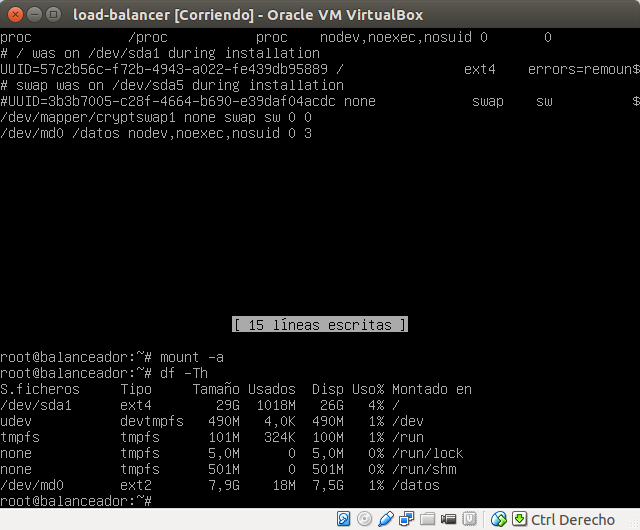 load-balancer [Corriendo] - Oracle VM VirtualBox
proc            /proc           proc    nodev,noexec,nosuid 0       0
# / was on /dev/sda1 during installation
UUID=57c2b56c-f72b-4943-a022-fe439db95889 /               ext4    errors=remoun$
# swap was on /dev/sda5 during installation
#UUID=3b3b7005-c28f-4664-b690-e39daf04acdc none            swap    sw          $
/dev/mapper/cryptswap1 none swap sw 0 0
/dev/md0 /datos nodev,noexec,nosuid 0 3
[ 15 líneas escritas ]
root@balanceador:~# mount -a
root@balanceador:~# df -Th
S.ficheros     Tipo     Tamaño Usados  Disp Uso% Montado en
/dev/sda1      ext4        29G  1018M   26G   4% /
udev           devtmpfs   490M   4,0K  490M   1% /dev
tmpfs          tmpfs      101M   324K  100M   1% /run
none           tmpfs      5,0M      0  5,0M   0% /run/lock
none           tmpfs      501M      0  501M   0% /run/shm
/dev/md0       ext2       7,9G    18M  7,5G   1% /datos
root@balanceador:~#
Ctrl Derecho